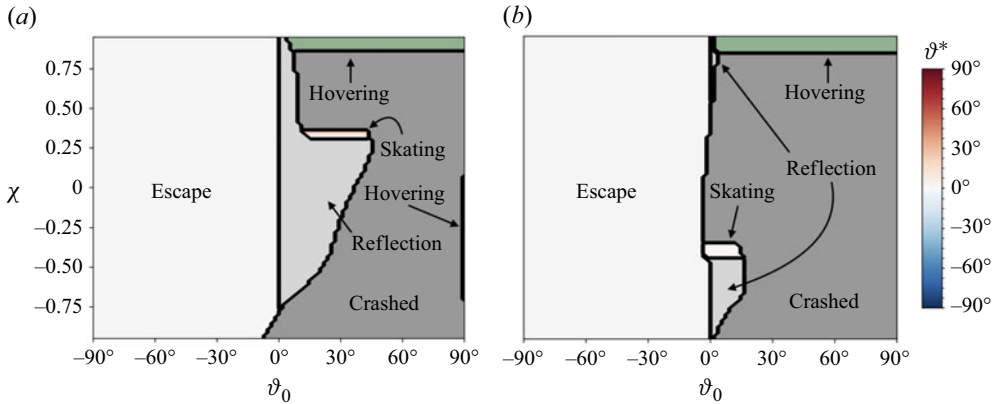 (a)
(b)
χ
0.75
0.50
0.25
0
–0.25
–0.50
–0.75
Hovering
Skating
Escape
Hovering
Reflection
Crashed
–90°
–60°
–30°
0°
30°
60°
90°
ϑ0
Hovering
Reflection
Escape
Skating
Crashed
–90°
–60°
–30°
0°
30°
60°
90°
ϑ0
ϑ*
90°
60°
30°
0°
–30°
–60°
–90°